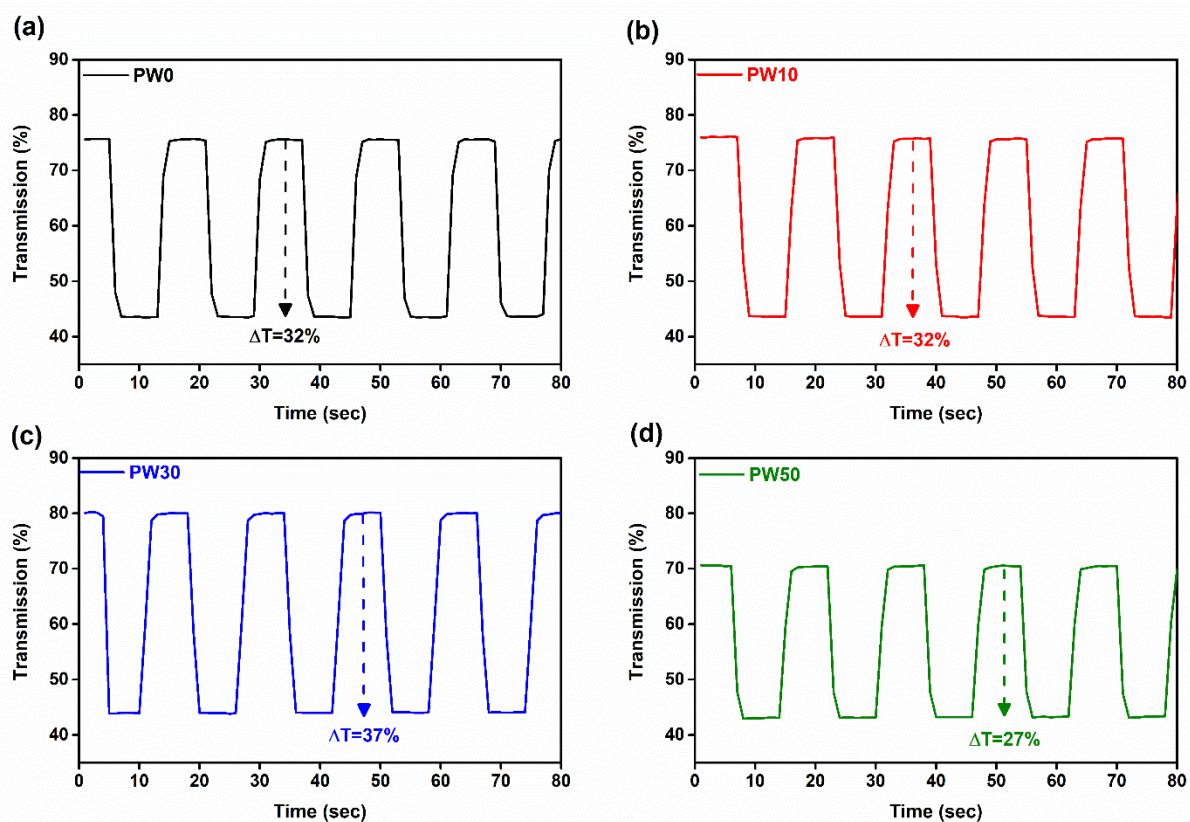 (a)
PW0
Transmission (%)
90
80
70
60
50
40
ΔT=32%
0 10 20 30 40 50 60 70 80
Time (sec)
(b)
PW10
Transmission (%)
90
80
70
60
50
40
ΔT=32%
0 10 20 30 40 50 60 70 80
Time (sec)
(c)
PW30
Transmission (%)
90
80
70
60
50
40
ΔT=37%
0 10 20 30 40 50 60 70 80
Time (sec)
(d)
PW50
Transmission (%)
90
80
70
60
50
40
ΔT=27%
0 10 20 30 40 50 60 70 80
Time (sec)